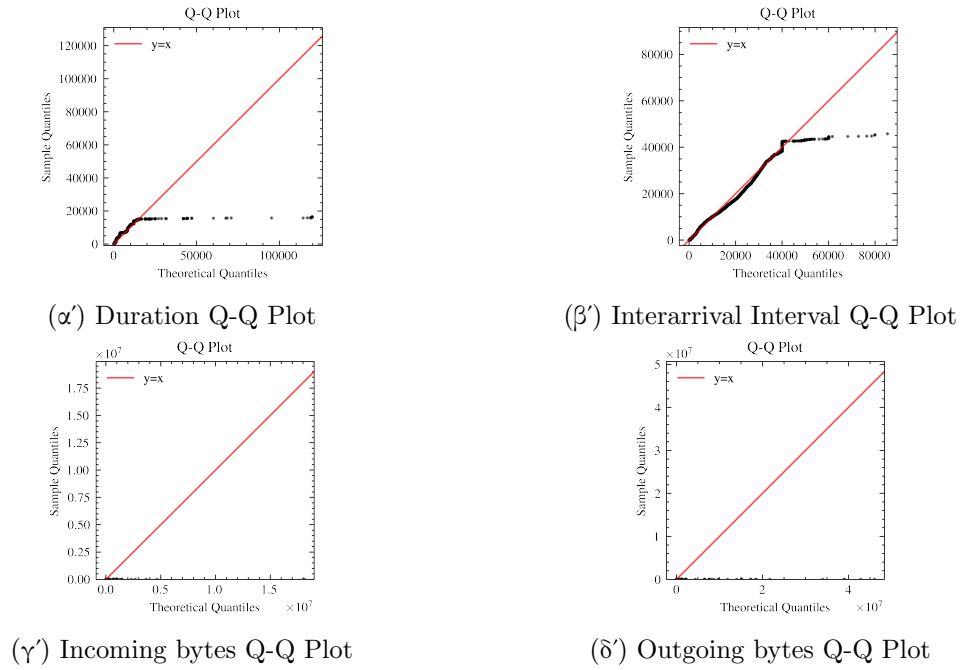 Q-Q Plot
y=x
120000
100000
80000
60000
40000
20000
0
Sample Quantiles
0
50000
100000
Theoretical Quantiles
(α′) Duration Q-Q Plot
Q-Q Plot
y=x
80000
60000
40000
20000
0
Sample Quantiles
0
20000
40000
60000
80000
Theoretical Quantiles
(β′) Interarrival Interval Q-Q Plot
Q-Q Plot
×10⁷
y=x
1.75
1.50
1.25
1.00
0.75
0.50
0.25
0.00
Sample Quantiles
0.0
0.5
1.0
1.5
Theoretical Quantiles
×10⁷
(γ′) Incoming bytes Q-Q Plot
Q-Q Plot
×10⁷
y=x
5
4
3
2
1
0
Sample Quantiles
0
2
4
Theoretical Quantiles
×10⁷
(δ′) Outgoing bytes Q-Q Plot